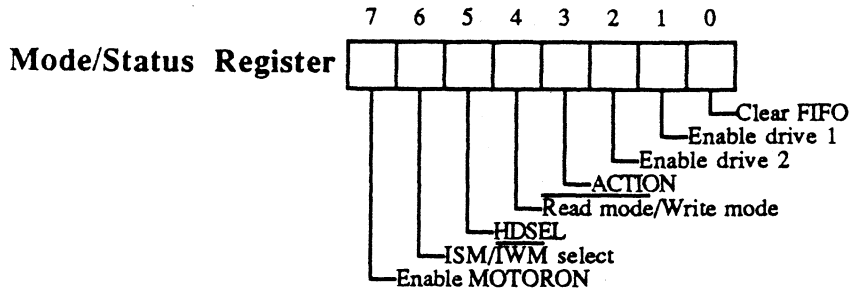 7 6 5 4 3 2 1 0
Mode/Status Register
Clear FIFO
Enable drive 1
Enable drive 2
ACTION
Read mode/Write mode
HDSEL
ISM/IWM select
Enable MOTORON